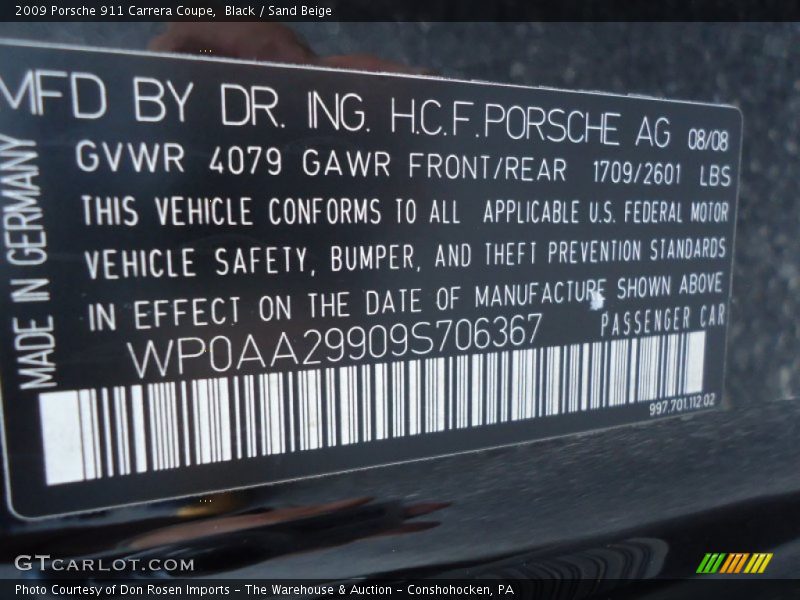 2009 Porsche 911 Carrera Coupe, Black / Sand Beige
MFD BY DR. ING. H.C.F. PORSCHE AG 08/08
GVWR 4079 GAWR FRONT/REAR 1709/2601 LBS
THIS VEHICLE CONFORMS TO ALL APPLICABLE U.S. FEDERAL MOTOR
VEHICLE SAFETY, BUMPER, AND THEFT PREVENTION STANDARDS
IN EFFECT ON THE DATE OF MANUFACTURE SHOWN ABOVE
WP0AA29909S706367 PASSENGER CAR
997.701.112.02
MADE IN GERMANY
GTCARLOT.COM
Photo Courtesy of Don Rosen Imports - The Warehouse & Auction - Conshohocken, PA